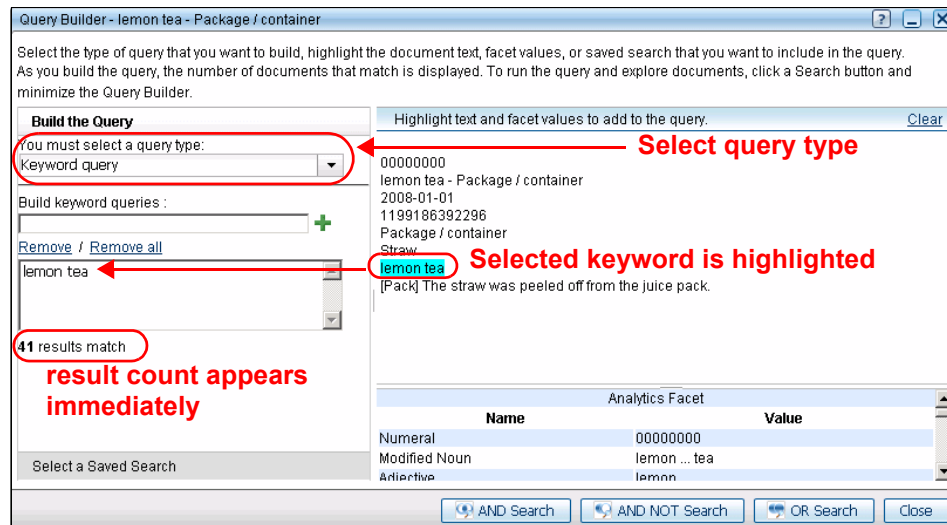 Query Builder - lemon tea - Package / container
Select the type of query that you want to build, highlight the document text, facet values, or saved search that you want to include in the query.
As you build the query, the number of documents that match is displayed. To run the query and explore documents, click a Search button and
minimize the Query Builder.
Build the Query
You must select a query type:
Keyword query
Build keyword queries :
Remove / Remove all
lemon tea
41 results match
result count appears
immediately
Select a Saved Search
Highlight text and facet values to add to the query.
Clear
Select query type
00000000
lemon tea - Package / container
2008-01-01
1199186392296
Package / container
Straw
lemon tea
Selected keyword is highlighted
[Pack] The straw was peeled off from the juice pack.
Analytics Facet
Name Value
Numeral 00000000
Modified Noun lemon ... tea
Adjective lemon
AND Search AND NOT Search OR Search Close